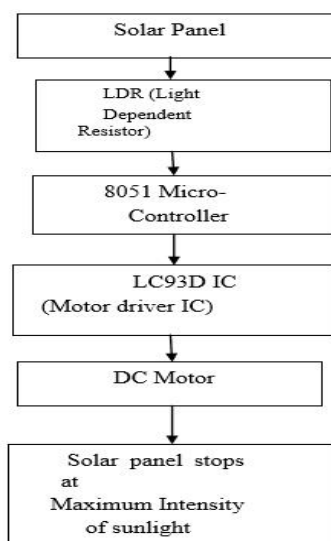 Solar Panel
LDR (Light
Dependent
Resistor)
8051 Micro-
Controller
LC93D IC
(Motor driver IC)
DC Motor
Solar panel stops
at
Maximum Intensity
of sunlight